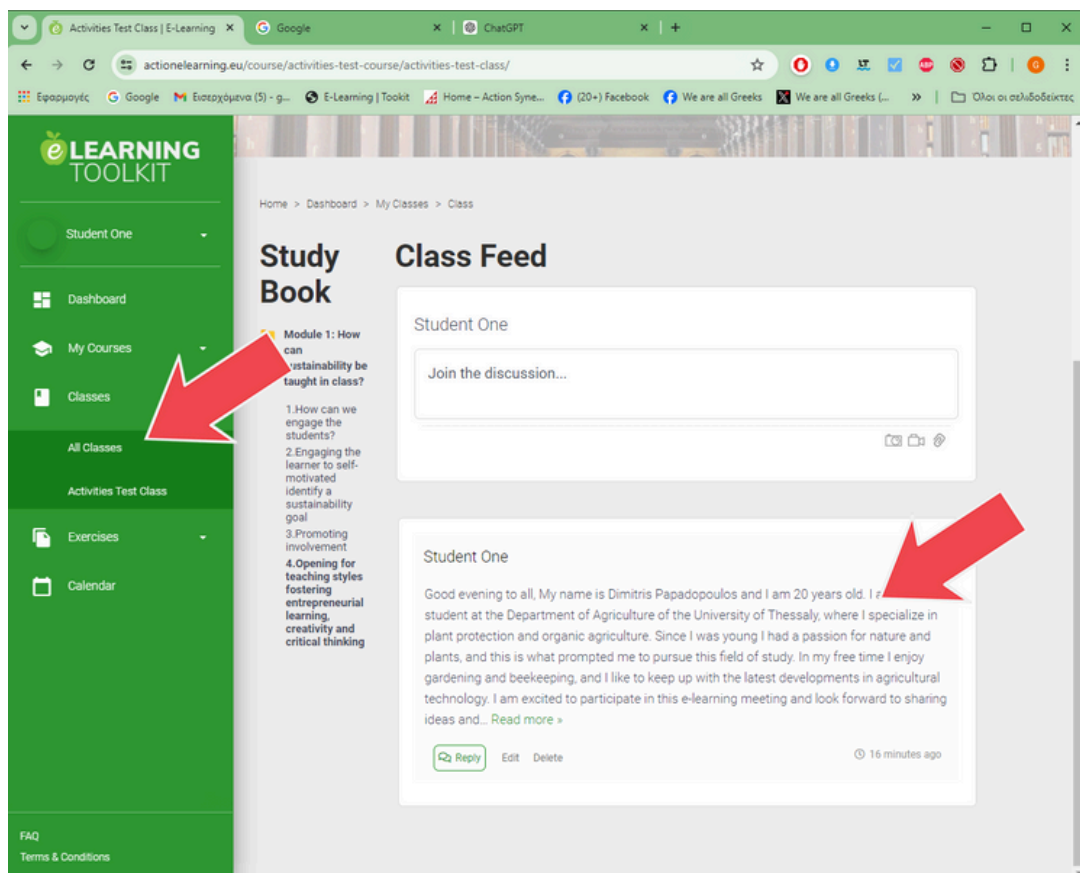 Activities Test Class | E-Learning
Google
ChatGPT
actionelearning.eu/course/activities-test-course/activities-test-class/
Εφαρμογές
Google
Εισερχόμενα (5) - g...
E-Learning | Tookit
Home – Action Syne...
(20+) Facebook
We are all Greeks
We are all Greeks (...
»
Όλοι οι σελιδοδείκτες
ĕLEARNING
TOOLKIT
Student One
Dashboard
My Courses
Classes
All Classes
Activities Test Class
Exercises
Calendar
FAQ
Terms & Conditions
Home > Dashboard > My Classes > Class
Study
Book
Module 1: How
can
sustainability be
taught in class?
1.How can we
engage the
students?
2.Engaging the
learner to self-
motivated
identify a
sustainability
goal
3.Promoting
involvement
4.Opening for
teaching styles
fostering
entrepreneurial
learning,
creativity and
critical thinking
Class Feed
Student One
Join the discussion...
Student One
Good evening to all, My name is Dimitris Papadopoulos and I am 20 years old. I
student at the Department of Agriculture of the University of Thessaly, where I specialize in
plant protection and organic agriculture. Since I was young I had a passion for nature and
plants, and this is what prompted me to pursue this field of study. In my free time I enjoy
gardening and beekeeping, and I like to keep up with the latest developments in agricultural
technology. I am excited to participate in this e-learning meeting and look forward to sharing
ideas and... Read more »
Reply Edit Delete
16 minutes ago